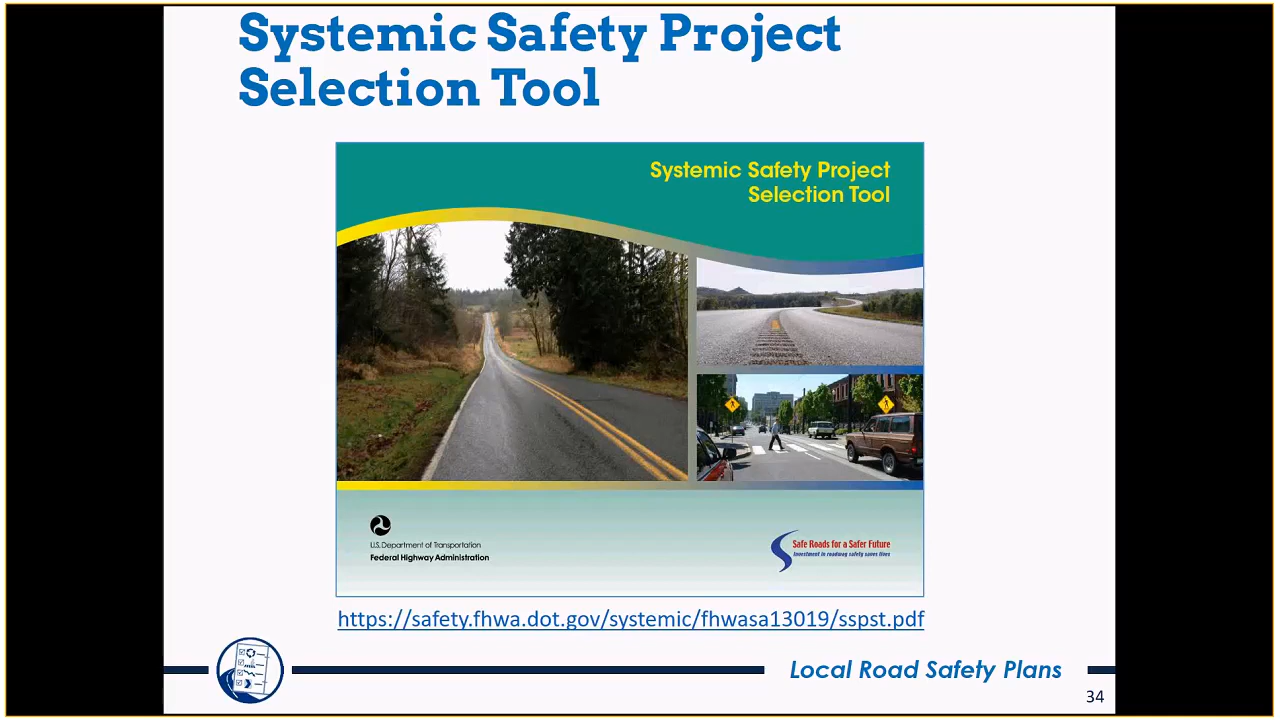 Systemic Safety Project
Selection Tool
Systemic Safety Project
Selection Tool
U.S. Department of Transportation
Federal Highway Administration
Safe Roads for a Safer Future
Investment in roadway safety saves lives
https://safety.fhwa.dot.gov/systemic/fhwasa13019/sspst.pdf
Local Road Safety Plans
34